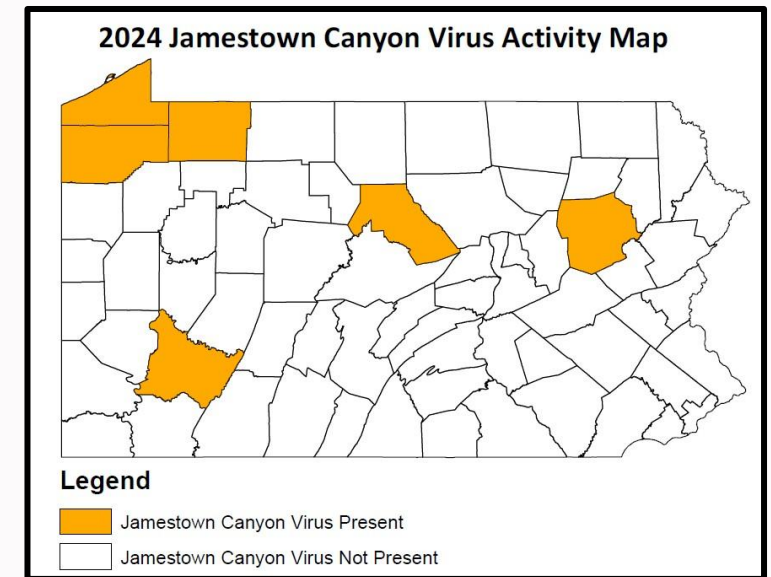 2024 Jamestown Canyon Virus Activity Map
Legend
Jamestown Canyon Virus Present
Jamestown Canyon Virus Not Present